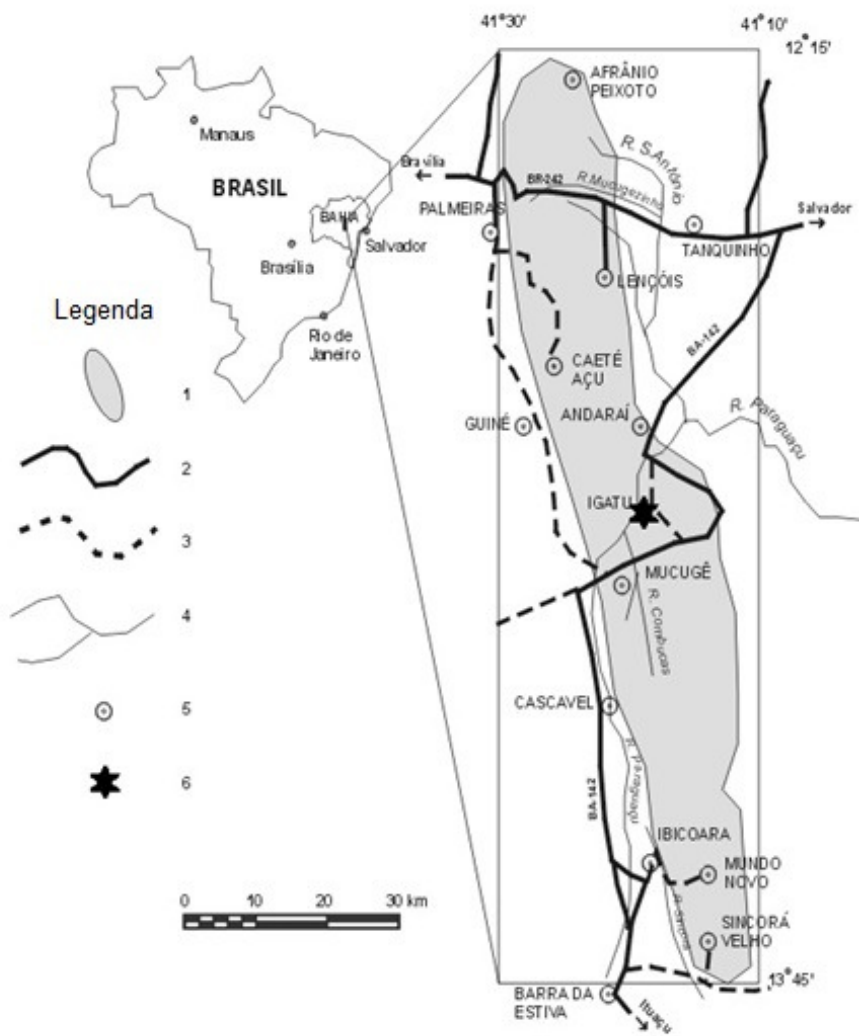 41°30'
41°10'
12°15'
AFRÂNIO
PEIXOTO
Manaus
R. S.Antônio
BRASIL
Brasília
BR-242
R.Mucugezinho
Salvador
BAHIA
PALMEIRAS
TANQUINHO
Salvador
Brasília
LENÇÓIS
Legenda
Rio de
Janeiro
BA-142
CAETÉ
AÇU
1
GUINÉ
ANDARAÍ
R. Paraguaçu
2
IGATU
3
MUCUGÊ
R. Combucas
4
5
CASCAVEL
R. Paraguaçu
6
BA-142
IBICOARA
MUNDO
NOVO
0 10 20 30 km
SINCORÁ
VELHO
13°45'
BARRA DA
ESTIVA
Ituaçu